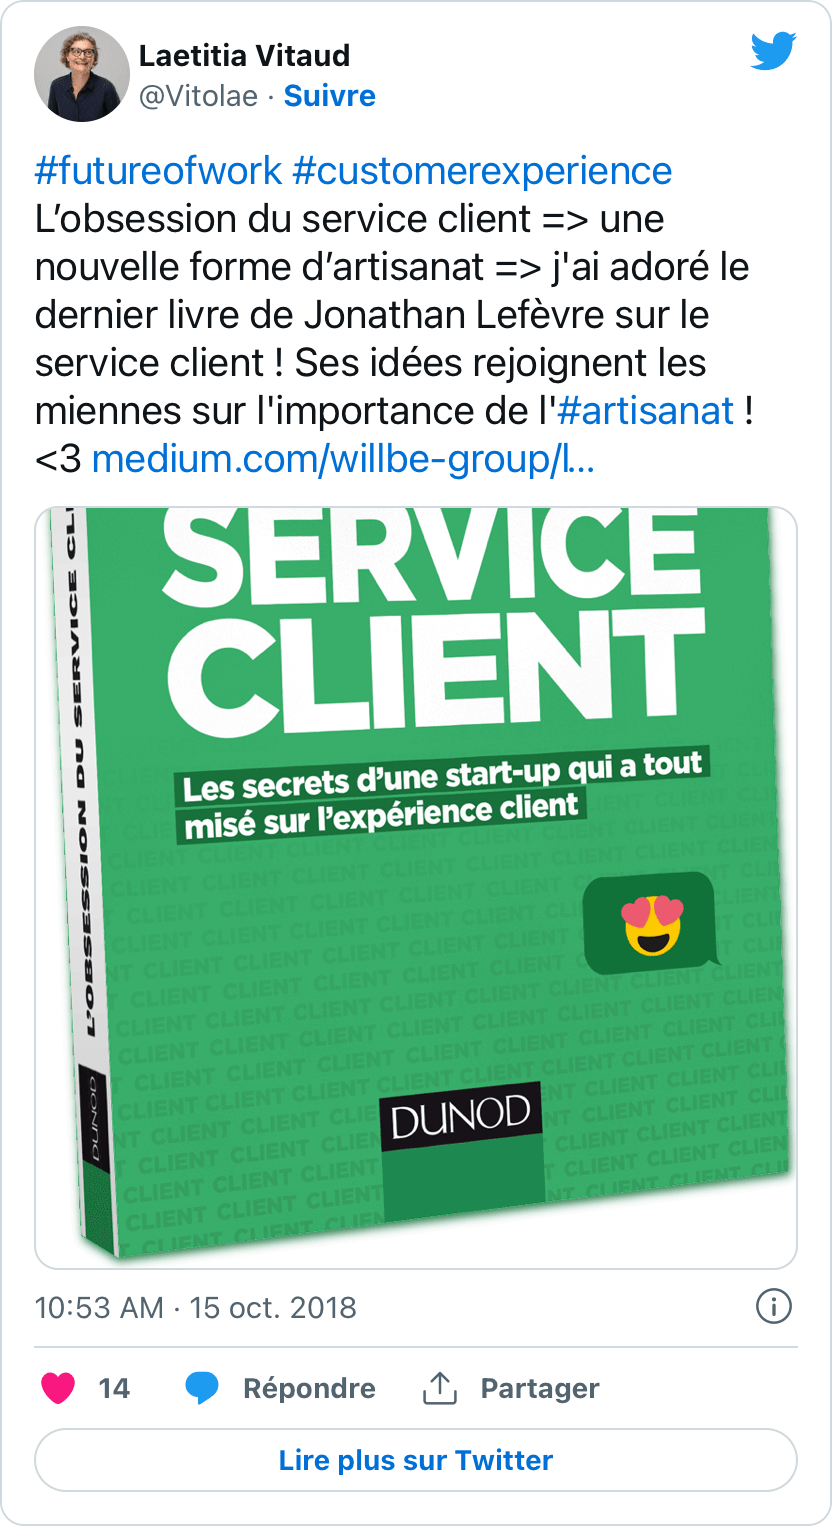 Laetitia Vitaud
@Vitolae · Suivre
#futureofwork #customerexperience
L’obsession du service client => une
nouvelle forme d’artisanat => j'ai adoré le
dernier livre de Jonathan Lefèvre sur le
service client ! Ses idées rejoignent les
miennes sur l'importance de l'#artisanat !
<3 medium.com/willbe-group/l…
L'OBSESSION DU SERVICE CLI
DUNOD
SERVICE
CLIENT
Les secrets d’une start-up qui a tout
misé sur l’expérience client
DUNOD
10:53 AM · 15 oct. 2018
14
Répondre
Partager
Lire plus sur Twitter